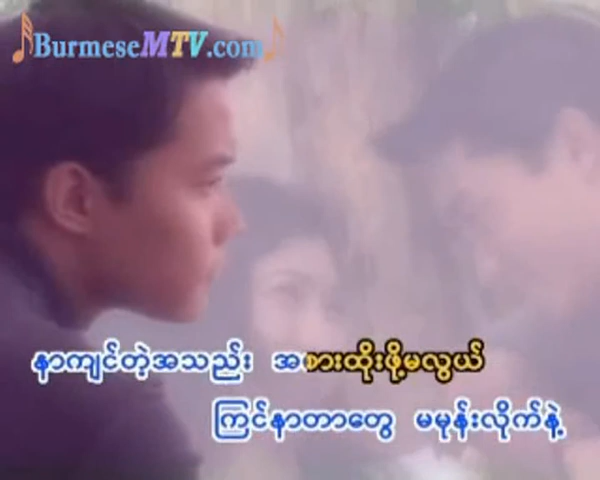 BurmeseMTV.com
နာကျင်တဲ့အသည်း အစားထိုးဖို့မလွယ်
ကြင်နာတာတွေ မမုန်းလိုက်နဲ့